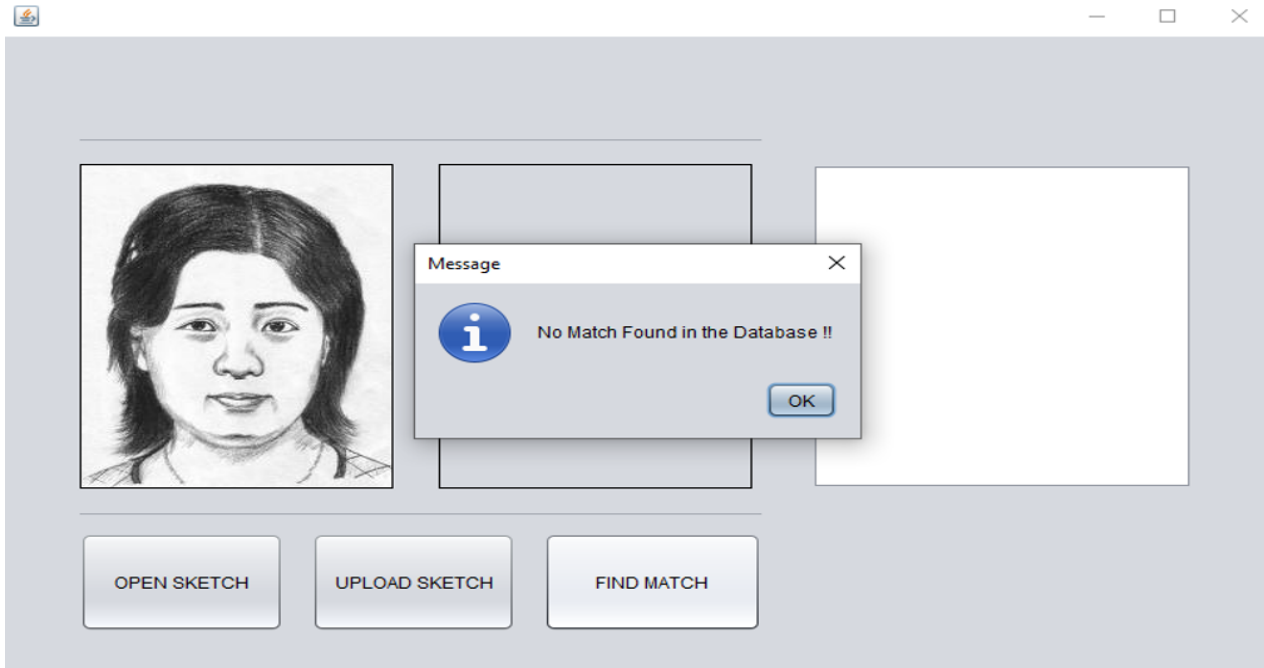 Message
No Match Found in the Database !!
OK
OPEN SKETCH
UPLOAD SKETCH
FIND MATCH